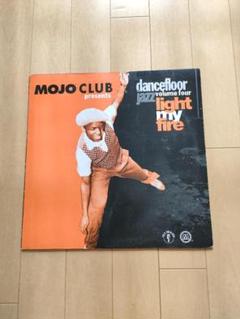 MOJO CLUB
presents
dancefloor
jazz volume four
light
my
fire